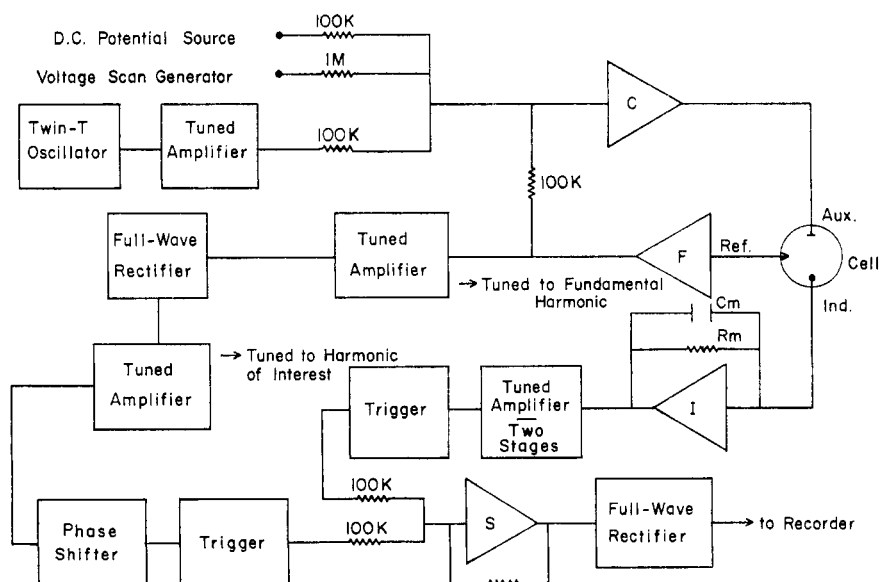 100K
D.C. Potential Source
1M
Voltage Scan Generator
C
Twin-T
Oscillator
Tuned
Amplifier
100K
100K
Aux.
Full-Wave
Rectifier
Tuned
Amplifier
F
Ref.
Cell
→ Tuned to Fundamental
Harmonic
Ind.
Cm
Rm
Tuned
Amplifier
→ Tuned to Harmonic
of Interest
Trigger
Tuned
Amplifier
Two
Stages
I
100K
S
Full-Wave
Rectifier
→ to Recorder
Phase
Shifter
Trigger
100K